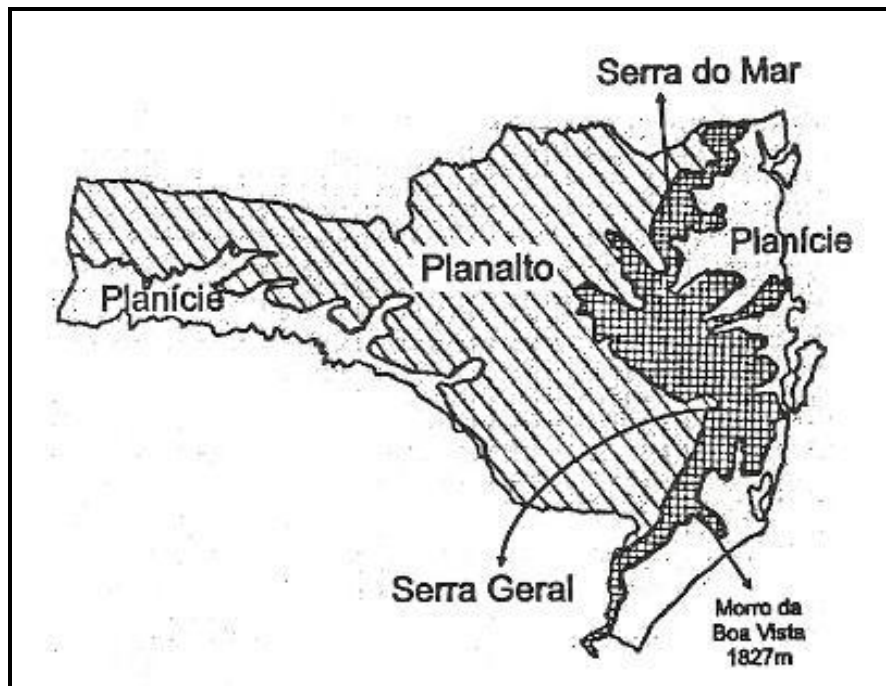 Serra do Mar
Planície
Planalto
Planície
Serra Geral
Morro da
Boa Vista
1827m